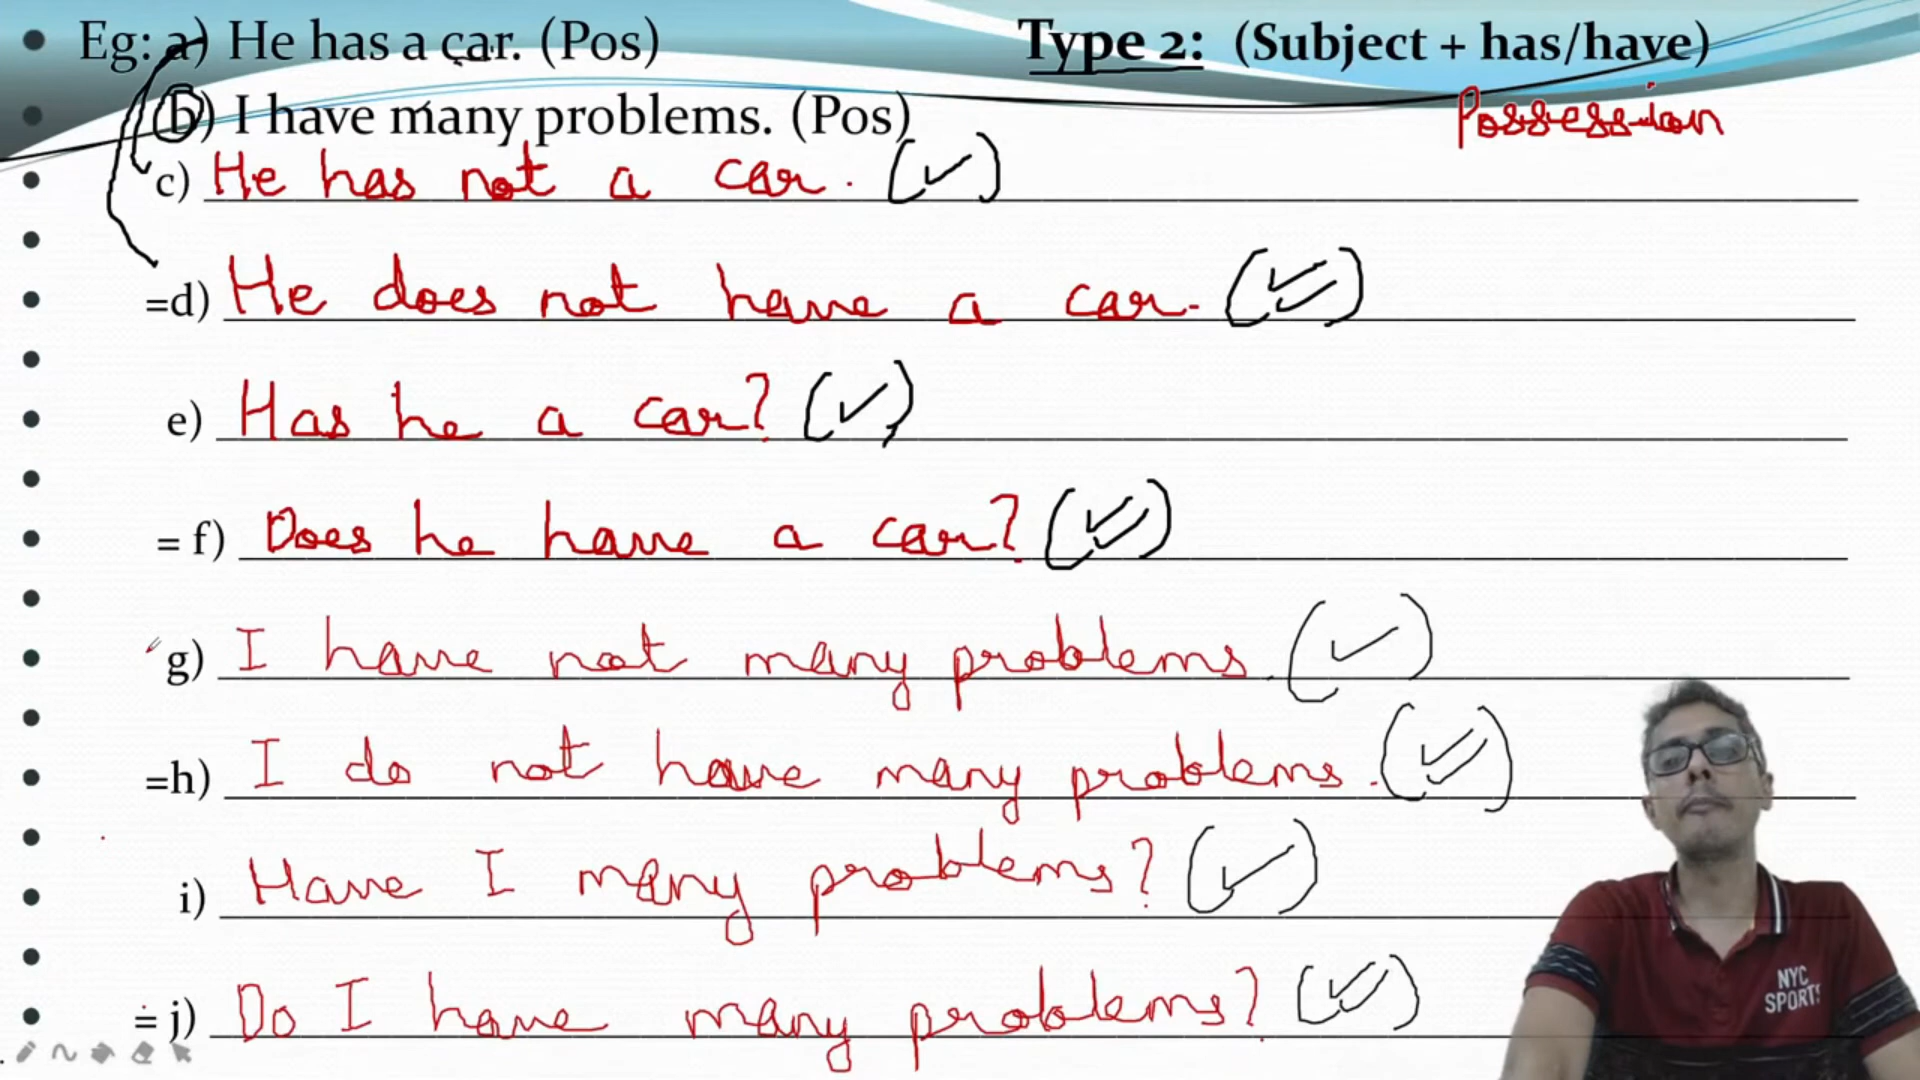 Eg: a) He has a car. (Pos) Type 2: (Subject + has/have)
b) I have many problems. (Pos) Possession
c) He has not a car. (✓)
=d) He does not have a car. (✓✓)
e) Has he a car? (✓)
= f) Does he have a car? (✓✓)
g) I have not many problems. (✓)
=h) I do not have many problems. (✓✓)
i) Have I many problems? (✓)
= j) Do I have many problems? (✓✓)
NYC
SPORTS